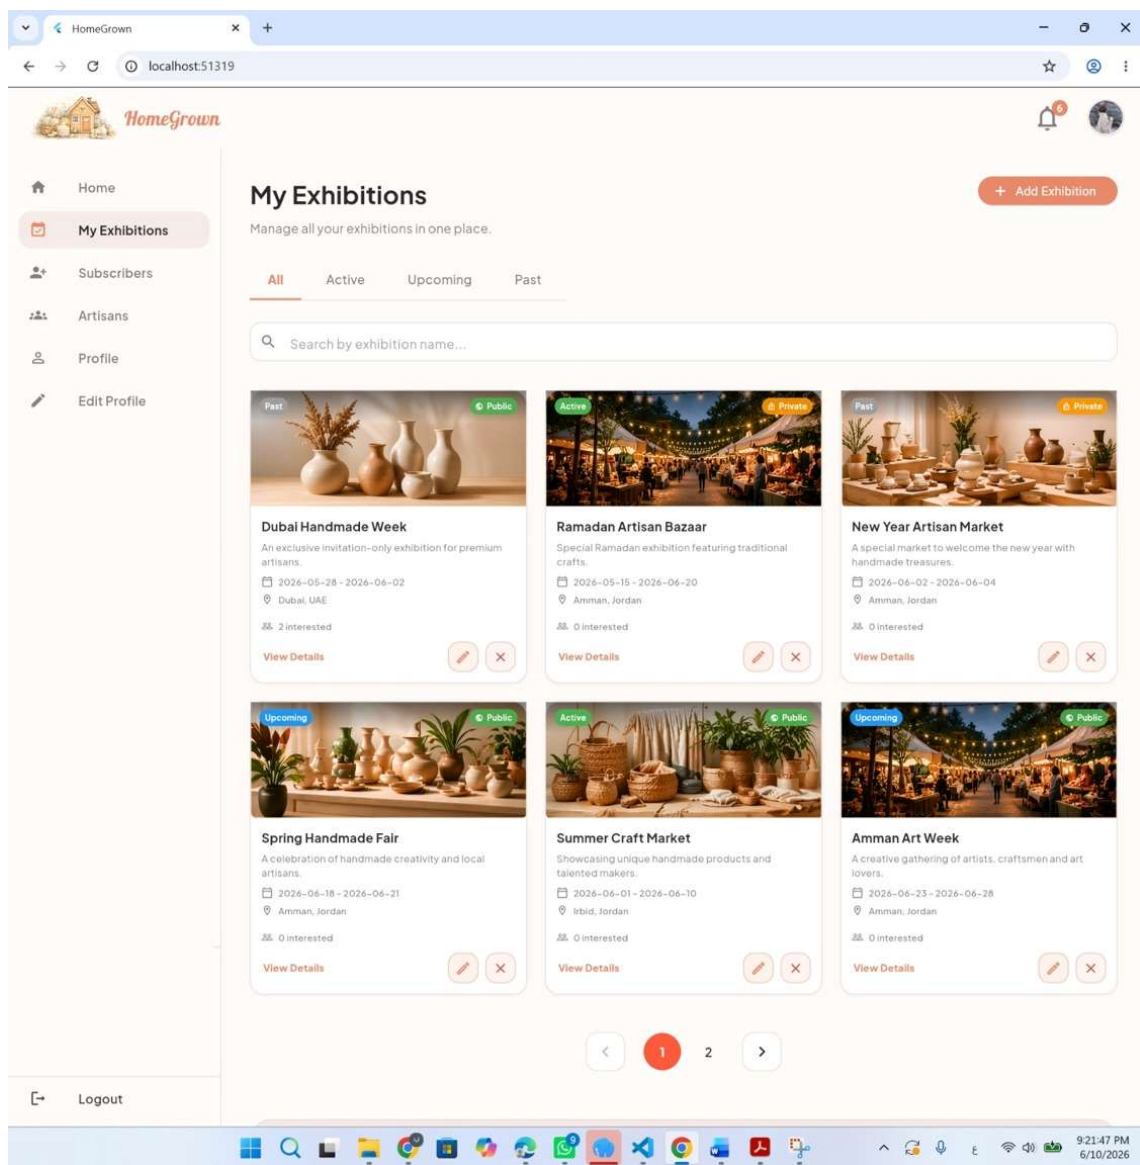 HomeGrown
localhost:51319
HomeGrown
6
Home
My Exhibitions
Subscribers
Artisans
Profile
Edit Profile
Logout
My Exhibitions
+ Add Exhibition
Manage all your exhibitions in one place.
All Active Upcoming Past
Search by exhibition name...
Past Public
Dubai Handmade Week
An exclusive invitation-only exhibition for premium
artisans.
2026-05-28 - 2026-06-02
Dubai, UAE
2 interested
View Details
Active Private
Ramadan Artisan Bazaar
Special Ramadan exhibition featuring traditional
crafts.
2026-05-15 - 2026-06-20
Amman, Jordan
0 interested
View Details
Past Private
New Year Artisan Market
A special market to welcome the new year with
handmade treasures.
2026-06-02 - 2026-06-04
Amman, Jordan
0 interested
View Details
Upcoming Public
Spring Handmade Fair
A celebration of handmade creativity and local
artisans.
2026-06-18 - 2026-06-21
Amman, Jordan
0 interested
View Details
Active Public
Summer Craft Market
Showcasing unique handmade products and
talented makers.
2026-06-01 - 2026-06-10
Irbid, Jordan
0 interested
View Details
Upcoming Public
Amman Art Week
A creative gathering of artists, craftsmen and art
lovers.
2026-06-23 - 2026-06-28
Amman, Jordan
0 interested
View Details
1 2
9
ع
9:21:47 PM
6/10/2026